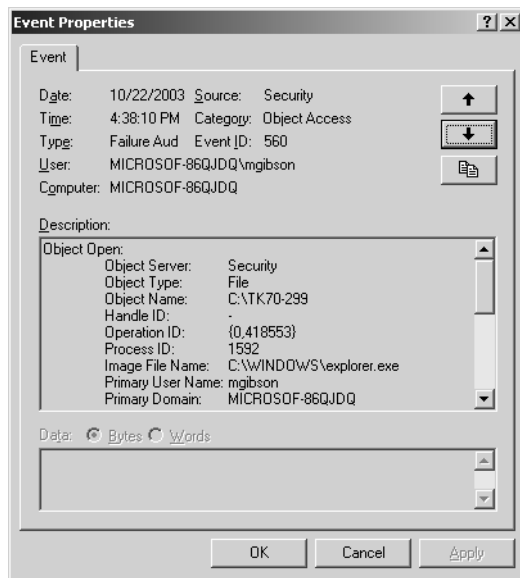 Event Properties
Event
Date: 10/22/2003 Source: Security
Time: 4:38:10 PM Category: Object Access
Type: Failure Aud Event ID: 560
User: MICROSOF-86QJDQ\mgibson
Computer: MICROSOF-86QJDQ
Description:
Object Open:
Object Server: Security
Object Type: File
Object Name: C:\TK70-299
Handle ID: -
Operation ID: {0,418553}
Process ID: 1592
Image File Name: C:\WINDOWS\explorer.exe
Primary User Name: mgibson
Primary Domain: MICROSOF-86QJDQ
Data: Bytes Words
OK Cancel Apply